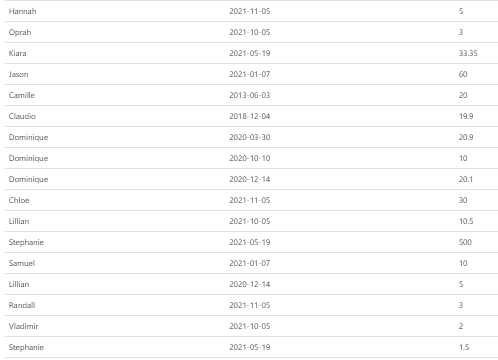 Hannah 2021-11-05 5
Oprah 2021-10-05 3
Kiara 2021-05-19 33.35
Jason 2021-01-07 60
Camille 2013-06-03 20
Claudio 2018-12-04 19.9
Dominique 2020-03-30 20.9
Dominique 2020-10-10 10
Dominique 2020-12-14 20.1
Chloe 2021-11-05 30
Lillian 2021-10-05 10.5
Stephanie 2021-05-19 500
Samuel 2021-01-07 10
Lillian 2020-12-14 5
Randall 2021-11-05 3
Vladimir 2021-10-05 2
Stephanie 2021-05-19 1.5